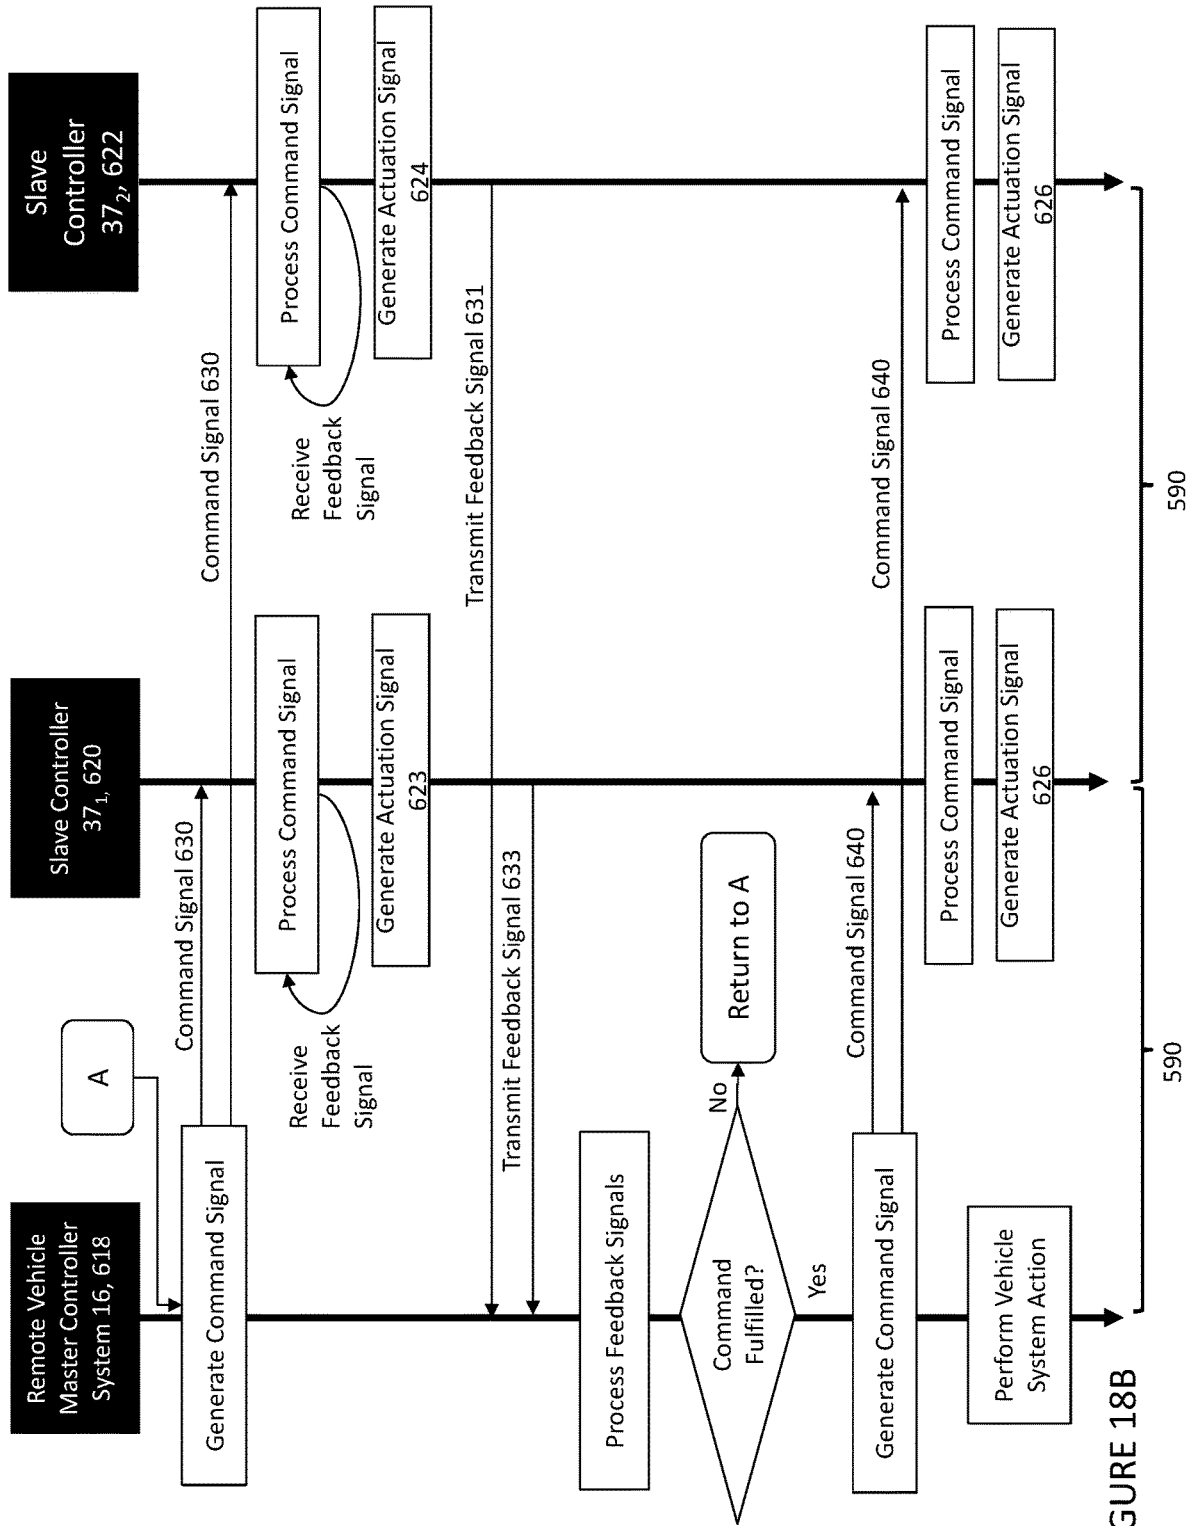 Remote Vehicle
Master Controller
System 16, 618
Slave Controller
37₁, 620
Slave
Controller
37₂, 622
A
Generate Command Signal
Command Signal 630
Command Signal 630
Process Command Signal
Receive
Feedback
Signal
Generate Actuation Signal
623
Process Command Signal
Receive
Feedback
Signal
Generate Actuation Signal
624
Transmit Feedback Signal 631
Transmit Feedback Signal 633
Process Feedback Signals
Command
Fulfilled?
No
Return to A
Yes
Generate Command Signal
Command Signal 640
Command Signal 640
Process Command Signal
Generate Actuation Signal
626
Process Command Signal
Generate Actuation Signal
626
Perform Vehicle
System Action
590
590
GURE 18B